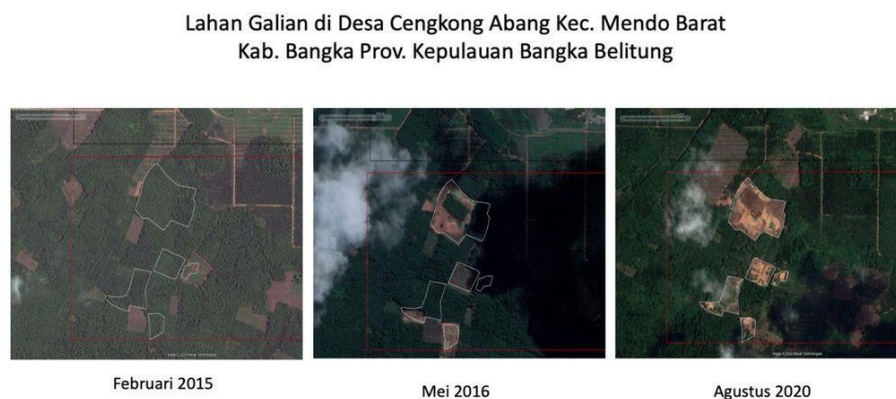 Lahan Galian di Desa Cengkong Abang Kec. Mendo Barat
Kab. Bangka Prov. Kepulauan Bangka Belitung
Februari 2015
Mei 2016
Agustus 2020